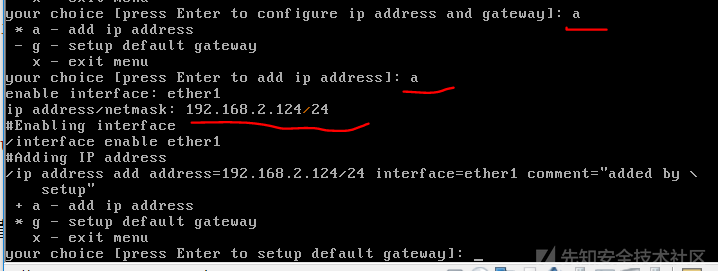 your choice [press Enter to configure ip address and gateway]: a
* a - add ip address
- g - setup default gateway
x - exit menu
your choice [press Enter to add ip address]: a
enable interface: ether1
ip address/netmask: 192.168.2.124/24
#Enabling interface
/interface enable ether1
#Adding IP address
/ip address add address=192.168.2.124/24 interface=ether1 comment="added by \
setup"
+ a - add ip address
* g - setup default gateway
x - exit menu
your choice [press Enter to setup default gateway]: _
先知安全技术社区